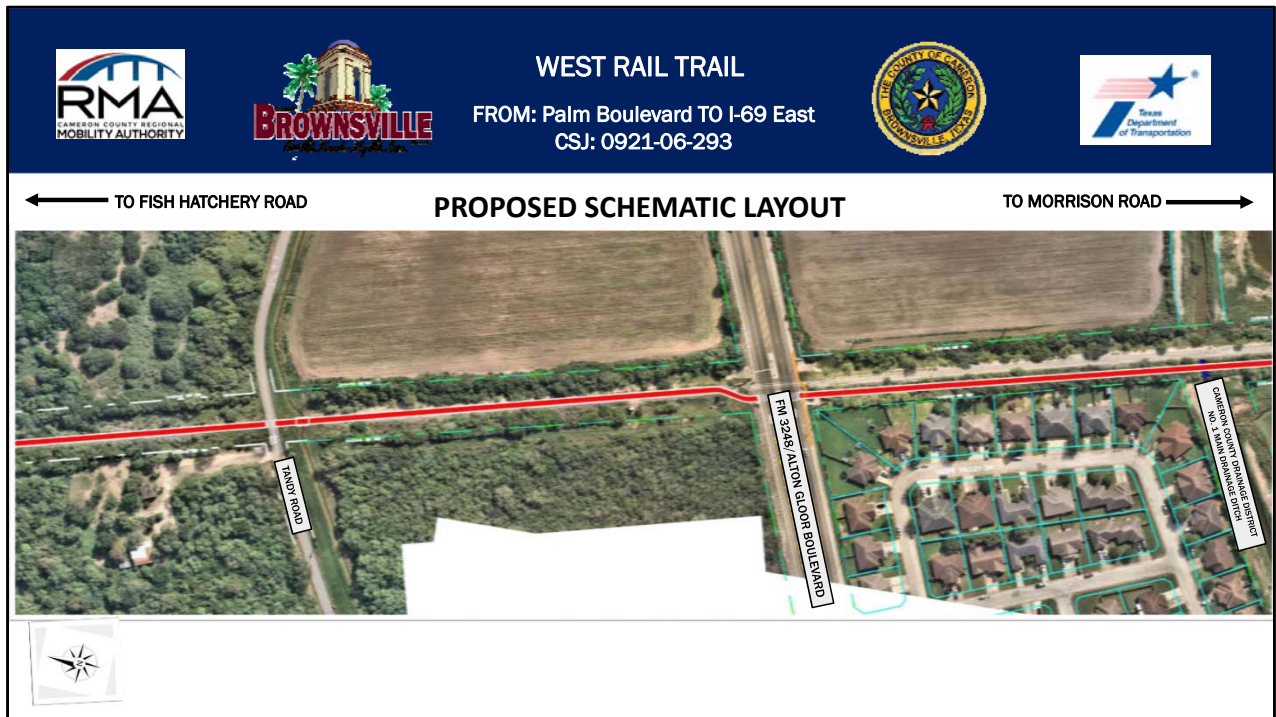 RMA
CAMERON COUNTY REGIONAL
MOBILITY AUTHORITY
BROWNSVILLE
WEST RAIL TRAIL
FROM: Palm Boulevard TO I-69 East
CSJ: 0921-06-293
THE COUNTY OF CAMERON
BROWNSVILLE, TEXAS
®
Texas
Department
of Transportation
TO FISH HATCHERY ROAD
PROPOSED SCHEMATIC LAYOUT
TO MORRISON ROAD
TANDY ROAD
FM 3248/ALTON GLOOR BOULEVARD
CAMERON COUNTY DRAINAGE DISTRICT
NO. 1 MAIN DRAINAGE DITCH
N